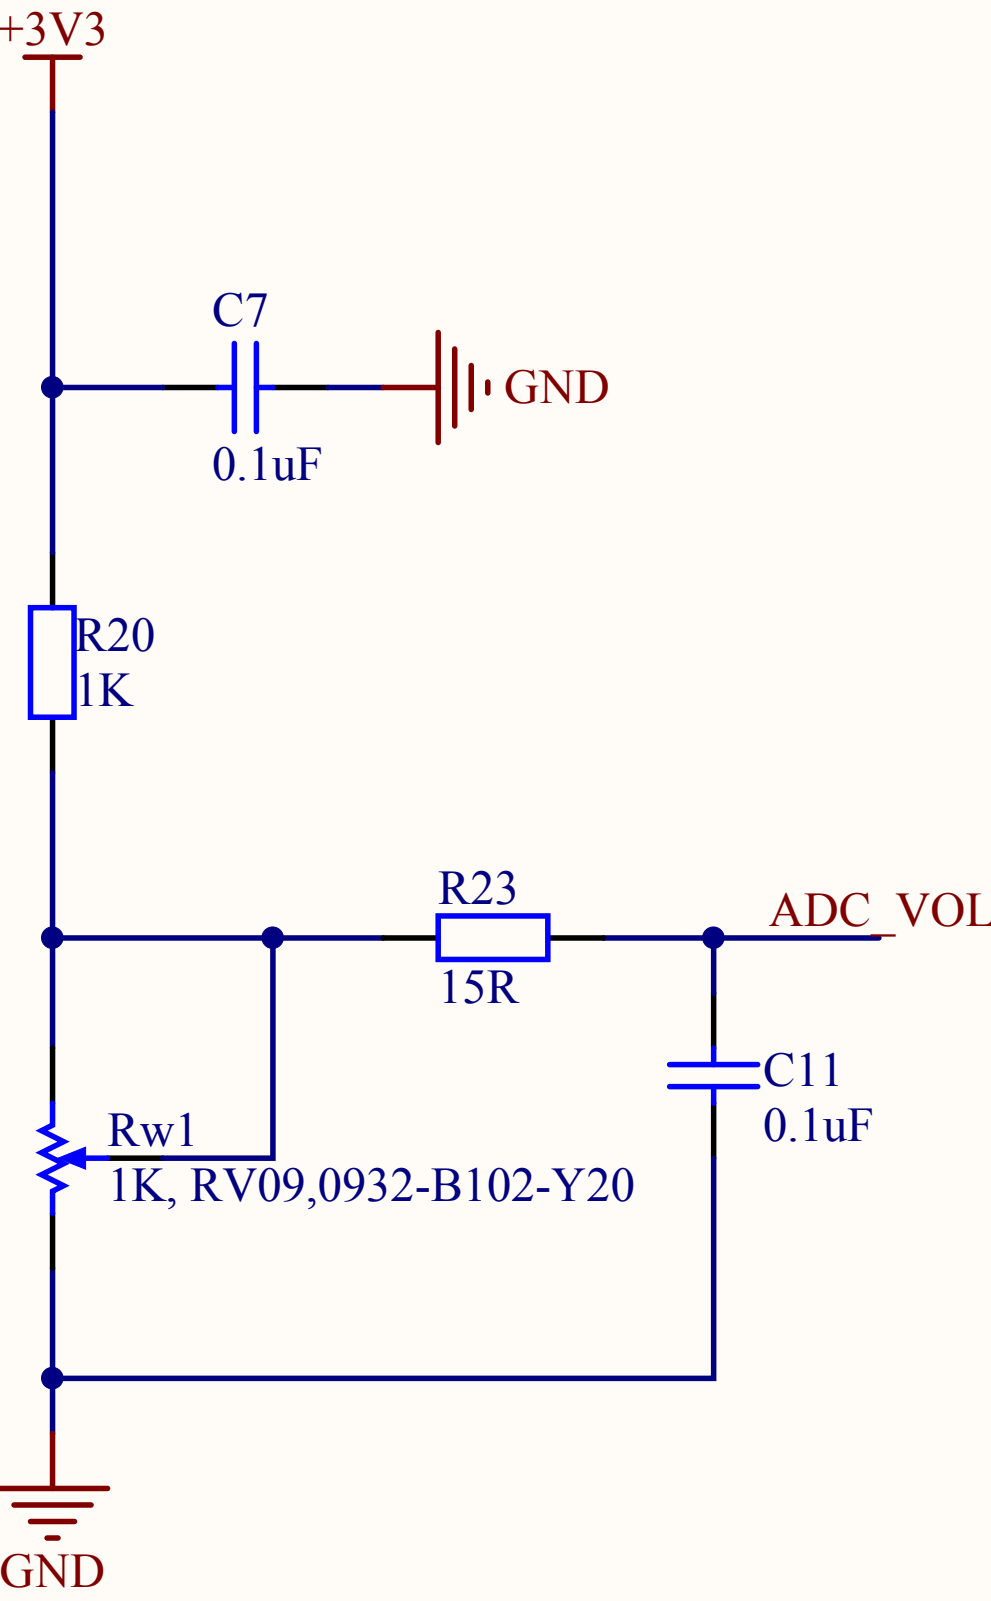 +3V3
C7
GND
0.1uF
R20
1K
R23
ADC_VOL
15R
C11
0.1uF
Rw1
1K, RV09,0932-B102-Y20
GND